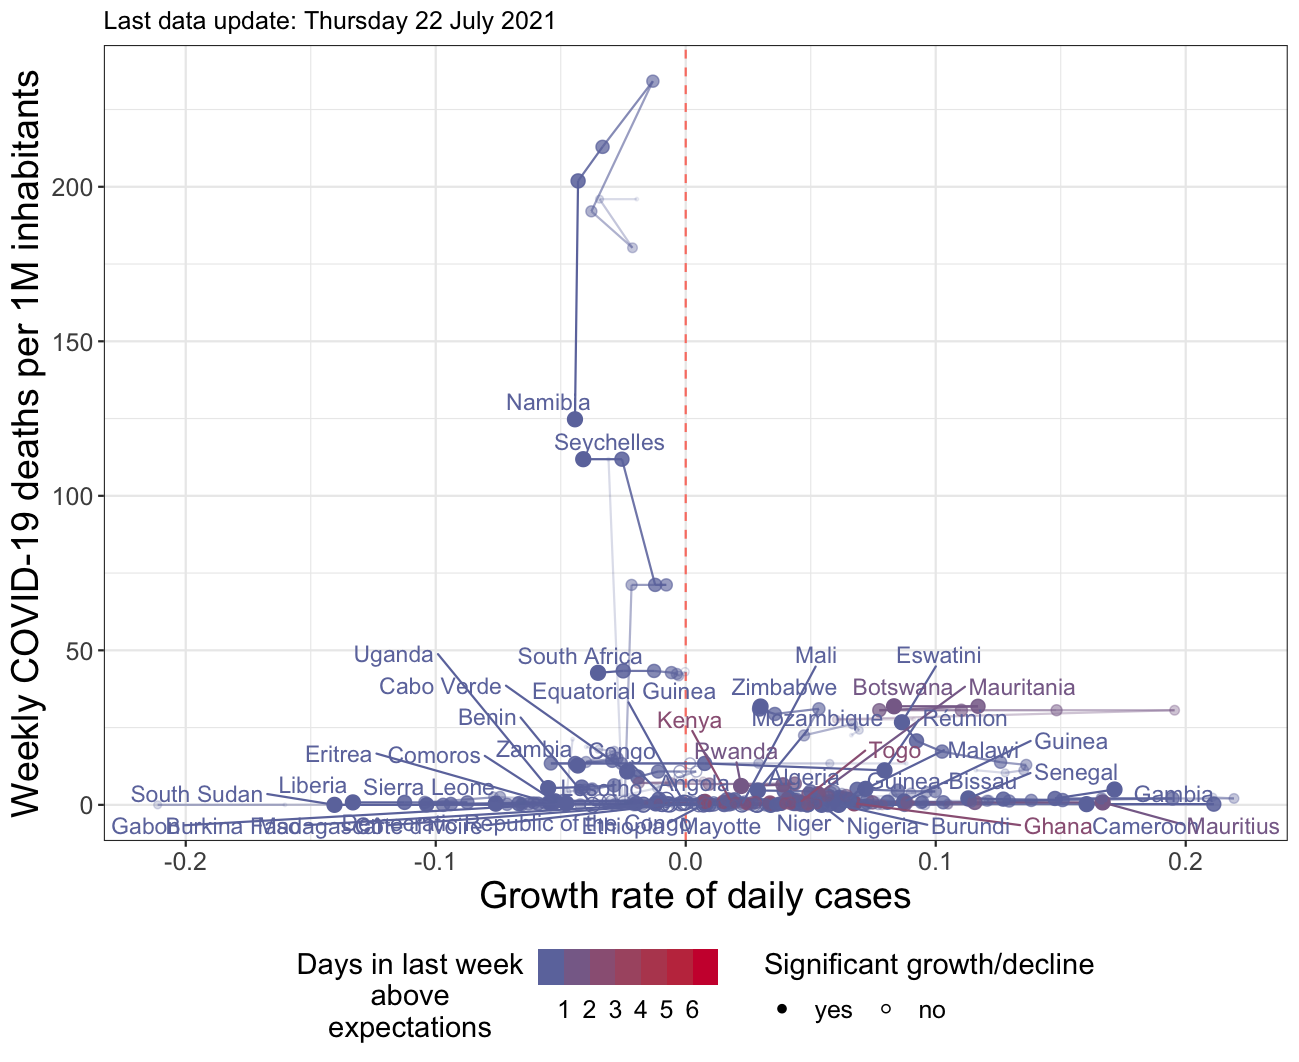 Last data update: Thursday 22 July 2021
Weekly COVID-19 deaths per 1M inhabitants
200
150
100
50
0
Namibia
Seychelles
Uganda
South Africa
Mali
Eswatini
Cabo Verde
Equatorial Guinea
Zimbabwe
Botswana
Mauritania
Benin
Kenya
Mozambique
Réunion
Eritrea
Comoros
Zambia
Congo
Rwanda
Togo
Malawi
Guinea
Liberia
Sierra Leone
Angola
Algeria
Guinea-Bissau
Senegal
South Sudan
Gambia
Gabon
Burkina Faso
Madagascar
Côte d'Ivoire
Democratic Republic of the Congo
Ethiopia
Mayotte
Niger
Nigeria
Burundi
Ghana
Cameroon
Mauritius
-0.2
-0.1
0.0
0.1
0.2
Growth rate of daily cases
Days in last week
above
expectations
1 2 3 4 5 6
Significant growth/decline
yes
no